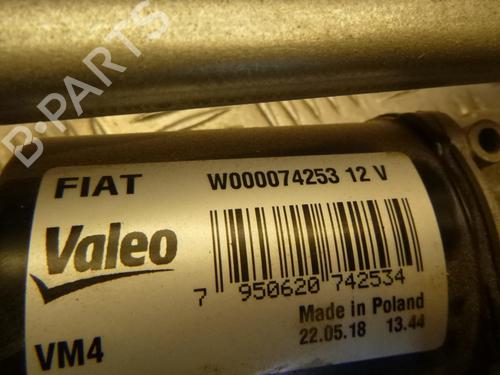 B-PARTS
FIAT W000074253 12 V
Valeo
7 950620 742534
Made in Poland
VM4 22.05.18 13.44